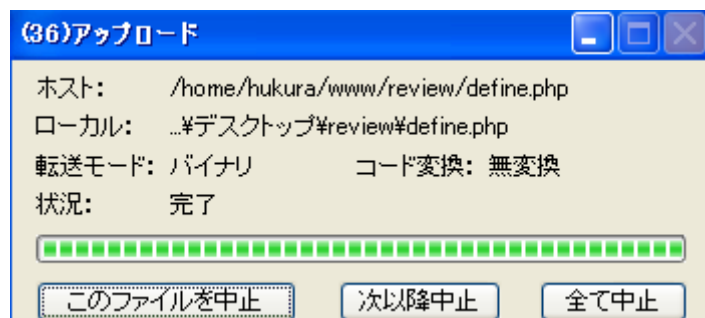 (36)アップロード
ホスト: /home/hukura/www/review/define.php
ローカル: ...¥デスクトップ¥review¥define.php
転送モード: バイナリ コード変換: 無変換
状況: 完了
このファイルを中止 次以降中止 全て中止